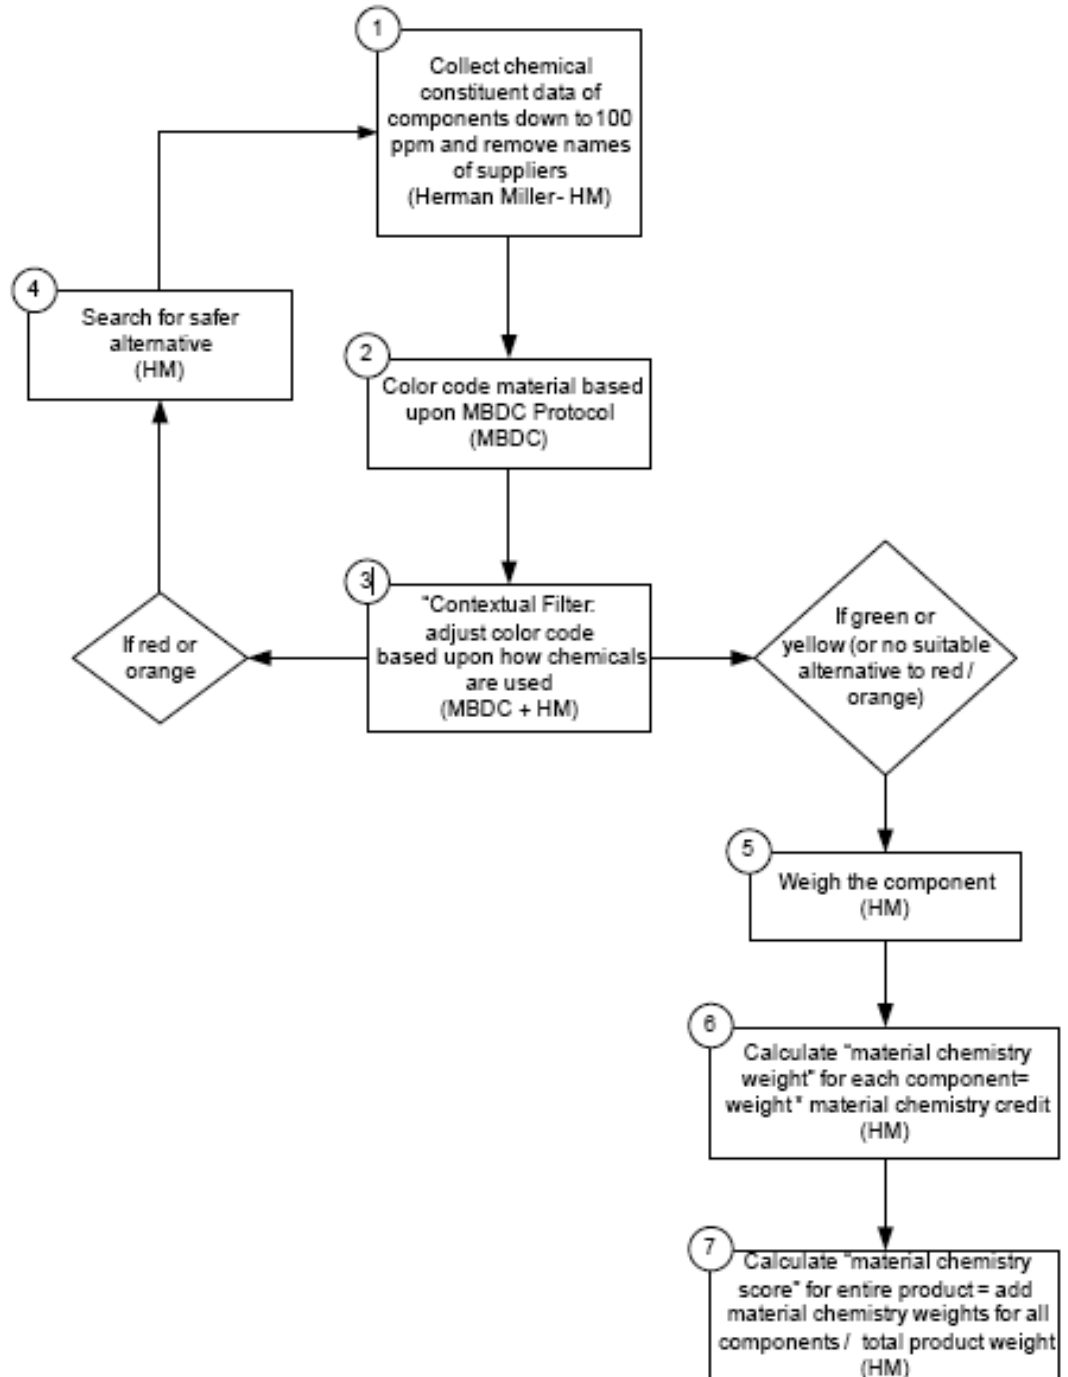 1
Collect chemical
constituent data of
components down to 100
ppm and remove names
of suppliers
(Herman Miller- HM)
4
Search for safer
alternative
(HM)
2
Color code material based
upon MBDC Protocol
(MBDC)
3
"Contextual Filter:
adjust color code
based upon how chemicals
are used
(MBDC + HM)
If red or
orange
If green or
yellow (or no suitable
alternative to red /
orange)
5
Weigh the component
(HM)
6
Calculate "material chemistry
weight" for each component=
weight * material chemistry credit
(HM)
7
Calculate "material chemistry
score" for entire product = add
material chemistry weights for all
components / total product weight
(HM)